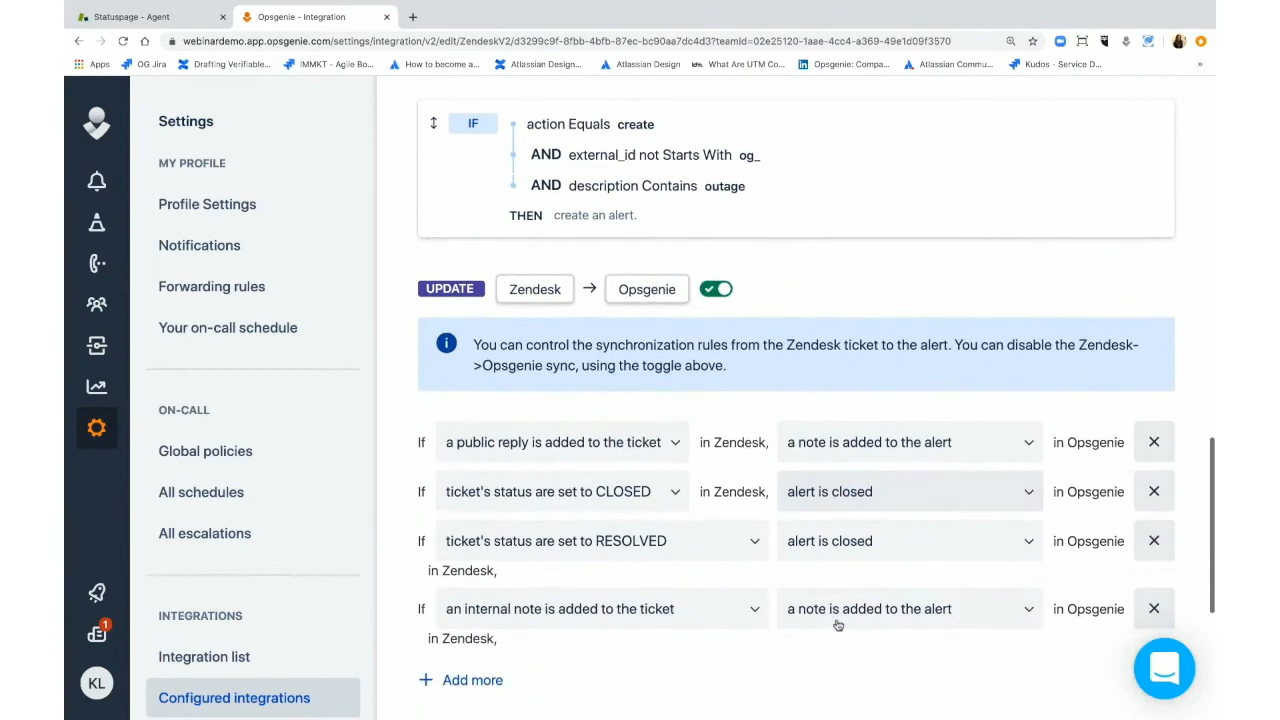 Statuspage - Agent
Opsgenie - Integration
webinardemo.app.opsgenie.com/settings/integration/v2/edit/ZendeskV2/d3299c9f-8fbb-4bfb-87ec-bc90aa7dc4d3?teamId=02e25120-1aae-4cc4-a369-49e1d09f3570
Apps
OG Jira
Drafting Verifiable...
IMMKT - Agile Bo...
How to become a...
Atlassian Design...
Atlassian Design
What Are UTM Co...
Opsgenie: Compa...
Atlassian Commu...
Kudos - Service D...
»
Settings
MY PROFILE
Profile Settings
Notifications
Forwarding rules
Your on-call schedule
ON-CALL
Global policies
All schedules
All escalations
INTEGRATIONS
Integration list
Configured integrations
1
KL
IF action Equals create
AND external_id not Starts With og_
AND description Contains outage
THEN create an alert.
UPDATE Zendesk → Opsgenie
You can control the synchronization rules from the Zendesk ticket to the alert. You can disable the Zendesk-
>Opsgenie sync, using the toggle above.
If a public reply is added to the ticket in Zendesk, a note is added to the alert in Opsgenie
If ticket's status are set to CLOSED in Zendesk, alert is closed in Opsgenie
If ticket's status are set to RESOLVED alert is closed in Opsgenie
in Zendesk,
If an internal note is added to the ticket a note is added to the alert in Opsgenie
in Zendesk,
+ Add more